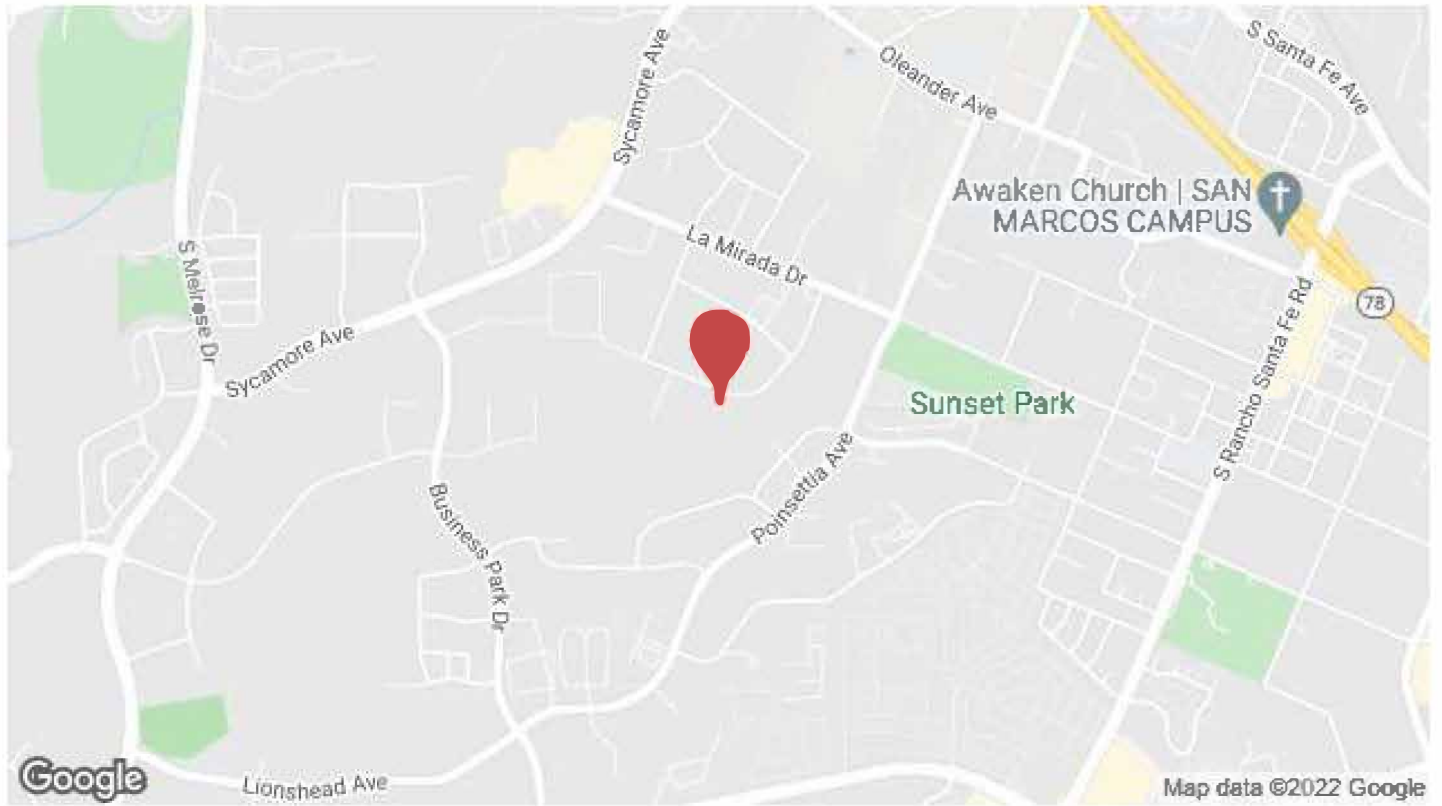 S Santa Fe Ave
Sycamore Ave
Oleander Ave
Awaken Church | SAN
MARCOS CAMPUS
La Mirada Dr
S Melrose Dr
78
Sycamore Ave
S Rancho Santa Fe Rd
Sunset Park
Poinsettia Ave
Business Park Dr
Google
Lionshead Ave
Map data ©2022 Google